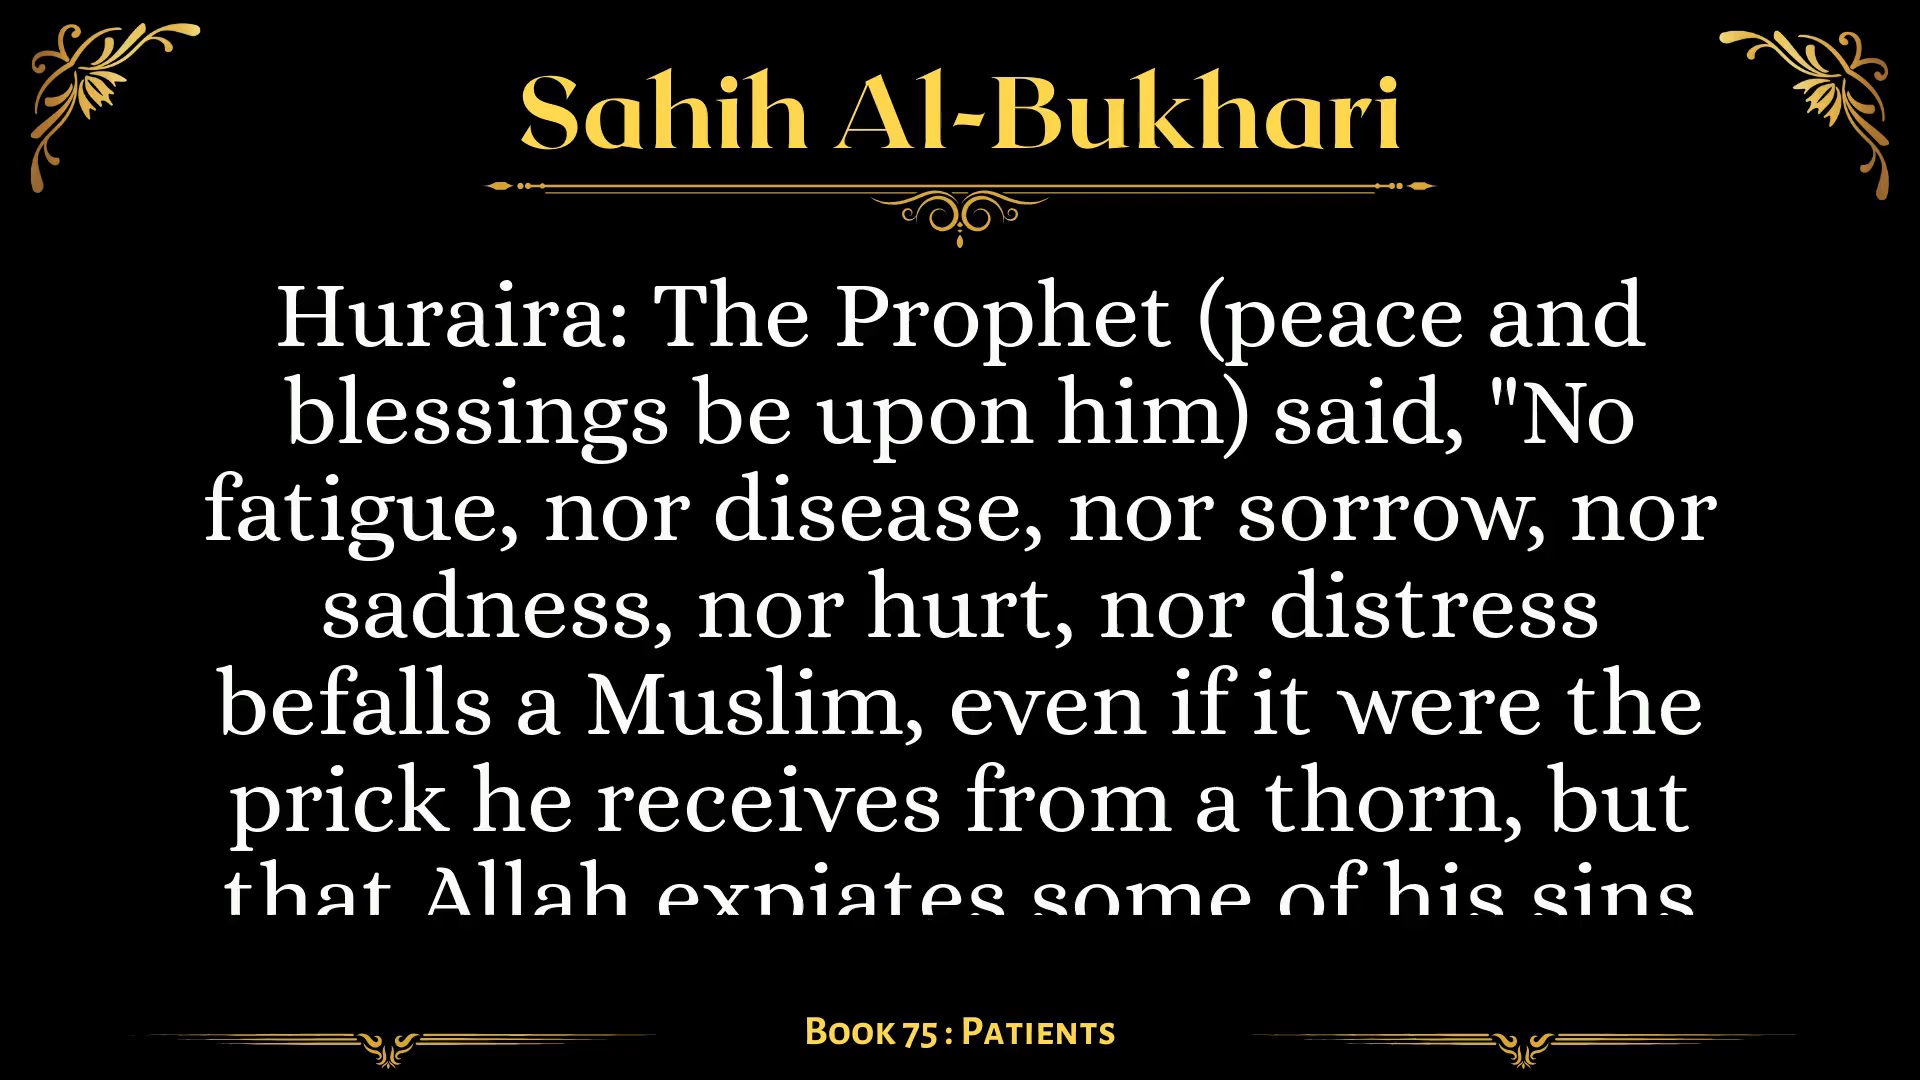 Sahih Al-Bukhari
Huraira: The Prophet (peace and
blessings be upon him) said, "No
fatigue, nor disease, nor sorrow, nor
sadness, nor hurt, nor distress
befalls a Muslim, even if it were the
prick he receives from a thorn, but
that Allah expiates some of his sins
Book 75 : Patients